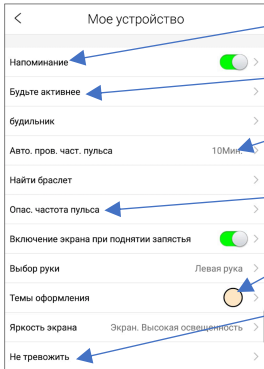 Мое устройство
Напоминание
Будьте активнее
будильник
Авто. пров. част. пульса 10Мин.
Найти браслет
Опас. частота пульса
Включение экрана при поднятии запястья
Выбор руки Левая рука
Темы оформления
Яркость экрана Экран. Высокая освещенность
Не тревожить